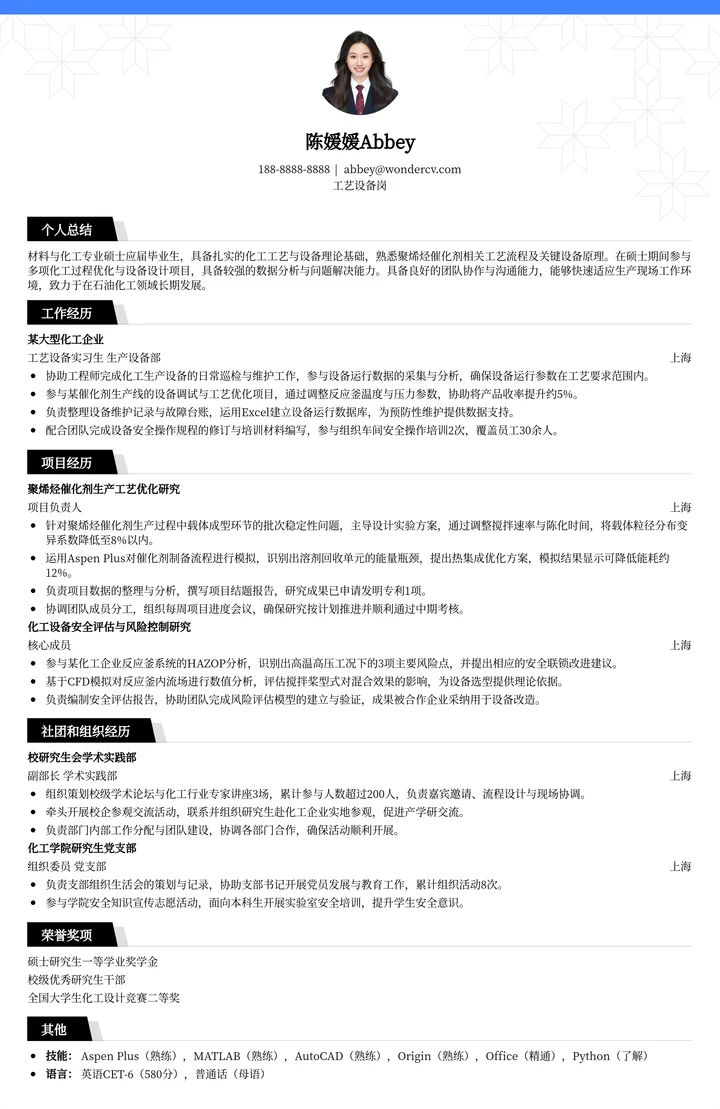 陈媛媛Abbey
188-8888-8888 | abbey@wondercv.com
工艺设备岗
个人总结
材料与化工专业硕士应届毕业生，具备扎实的化工工艺与设备理论基础，熟悉聚烯烃催化剂相关工艺流程及关键设备原理。在硕士期间参与
多项化工过程优化与设备设计项目，具备较强的数据分析与问题解决能力。具备良好的团队协作与沟通能力，能够快速适应生产现场工作环
境，致力于在石油化工领域长期发展。
工作经历
某大型化工企业
工艺设备实习生 生产设备部 上海
• 协助工程师完成化工生产设备的日常巡检与维护工作，参与设备运行数据的采集与分析，确保设备运行参数在工艺要求范围内。
• 参与某催化剂生产线的设备调试与工艺优化项目，通过调整反应釜温度与压力参数，协助将产品收率提升约5%。
• 负责整理设备维护记录与故障台账，运用Excel建立设备运行数据库，为预防性维护提供数据支持。
• 配合团队完成设备安全操作规程的修订与培训材料编写，参与组织车间安全操作培训2次，覆盖员工30余人。
项目经历
聚烯烃催化剂生产工艺优化研究
项目负责人 上海
• 针对聚烯烃催化剂生产过程中载体成型环节的批次稳定性问题，主导设计实验方案，通过调整搅拌速率与陈化时间，将载体粒径分布变
异系数降低至8%以内。
• 运用Aspen Plus对催化剂制备流程进行模拟，识别出溶剂回收单元的能量瓶颈，提出热集成优化方案，模拟结果显示可降低能耗约
12%。
• 负责项目数据的整理与分析，撰写项目结题报告，研究成果已申请发明专利1项。
• 协调团队成员分工，组织每周项目进度会议，确保研究按计划推进并顺利通过中期考核。
化工设备安全评估与风险控制研究
核心成员 上海
• 参与某化工企业反应釜系统的HAZOP分析，识别出高温高压工况下的3项主要风险点，并提出相应的安全联锁改进建议。
• 基于CFD模拟对反应釜内流场进行数值分析，评估搅拌桨型式对混合效果的影响，为设备选型提供理论依据。
• 负责编制安全评估报告，协助团队完成风险评估模型的建立与验证，成果被合作企业采纳用于设备改造。
社团和组织经历
校研究生会学术实践部
副部长 学术实践部 上海
• 组织策划校级学术论坛与化工行业专家讲座3场，累计参与人数超过200人，负责嘉宾邀请、流程设计与现场协调。
• 牵头开展校企参观交流活动，联系并组织研究生赴化工企业实地参观，促进产学研交流。
• 负责部门内部工作分配与团队建设，协调各部门合作，确保活动顺利开展。
化工学院研究生党支部
组织委员 党支部 上海
• 负责支部组织生活会的策划与记录，协助支部书记开展党员发展与教育工作，累计组织活动8次。
• 参与学院安全知识宣传志愿活动，面向本科生开展实验室安全培训，提升学生安全意识。
荣誉奖项
硕士研究生一等学业奖学金
校级优秀研究生干部
全国大学生化工设计竞赛二等奖
其他
• 技能： Aspen Plus（熟练），MATLAB（熟练），AutoCAD（熟练），Origin（熟练），Office（精通），Python（了解）
• 语言： 英语CET-6（580分），普通话（母语）